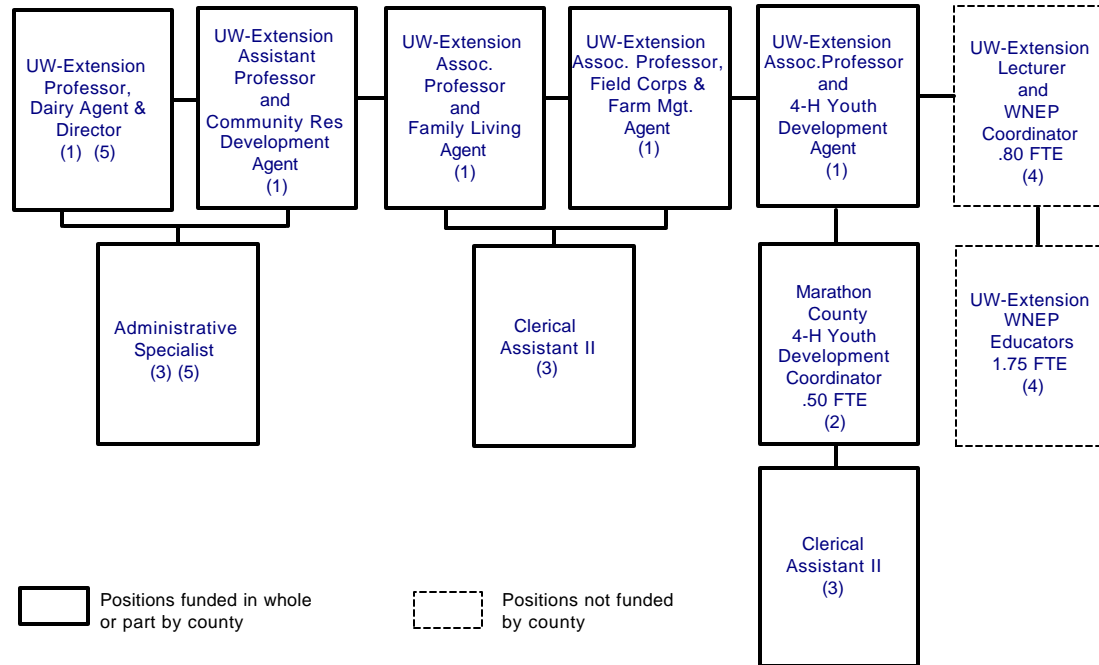 UW-Extension
Professor,
Dairy Agent &
Director
(1) (5)
UW-Extension
Assistant
Professor
and
Community Res
Development
Agent
(1)
UW-Extension
Assoc.
Professor
and
Family Living
Agent
(1)
UW-Extension
Assoc. Professor,
Field Corps &
Farm Mgt.
Agent
(1)
UW-Extension
Assoc.Professor
and
4-H Youth
Development
Agent
(1)
UW-Extension
Lecturer
and
WNEP
Coordinator
.80 FTE
(4)
Administrative
Specialist
(3) (5)
Clerical
Assistant II
(3)
Marathon
County
4-H Youth
Development
Coordinator
.50 FTE
(2)
UW-Extension
WNEP
Educators
1.75 FTE
(4)
Clerical
Assistant II
(3)
Positions funded in whole
or part by county
Positions not funded
by county